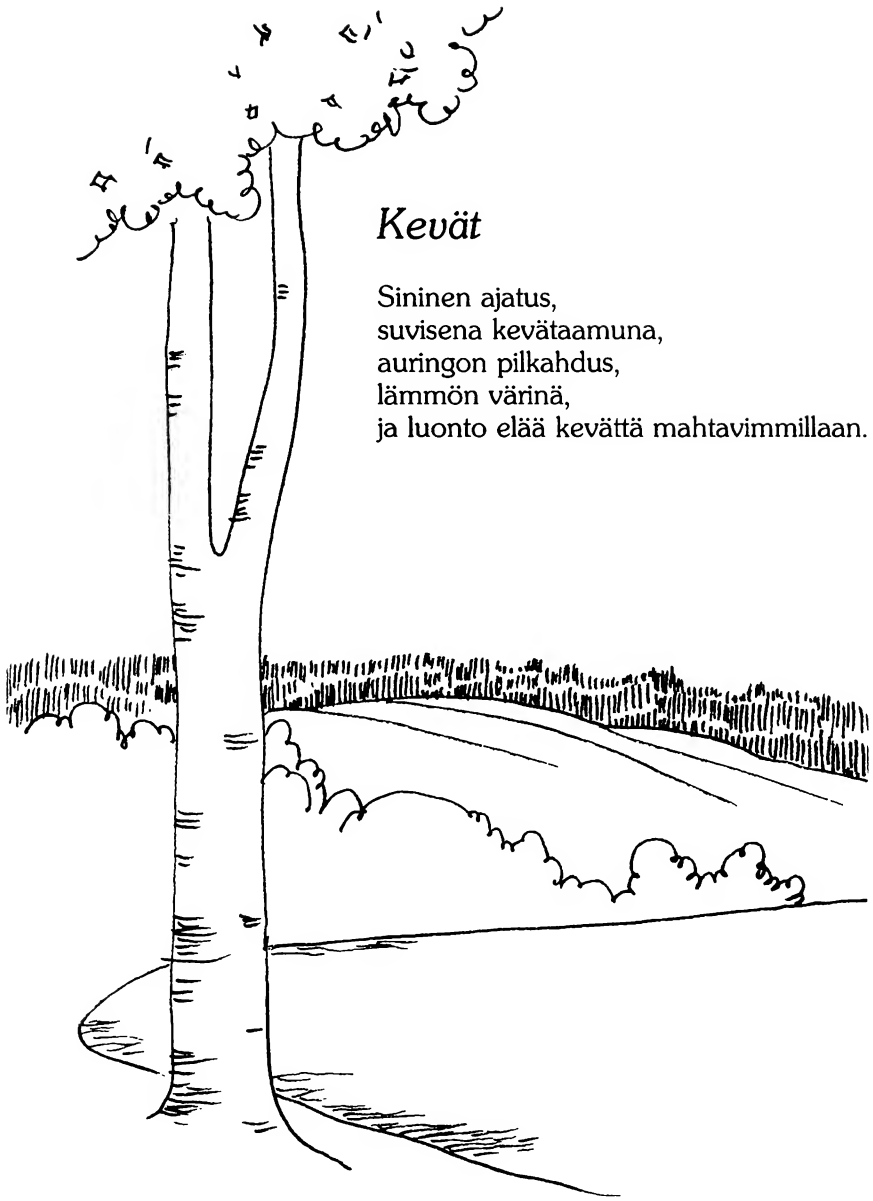 Kevät
Sininen ajatus,
suvisena kevätaamuna,
auringon pilkahdus,
lämmön värinä,
ja luonto elää kevättä mahtavimmillaan.